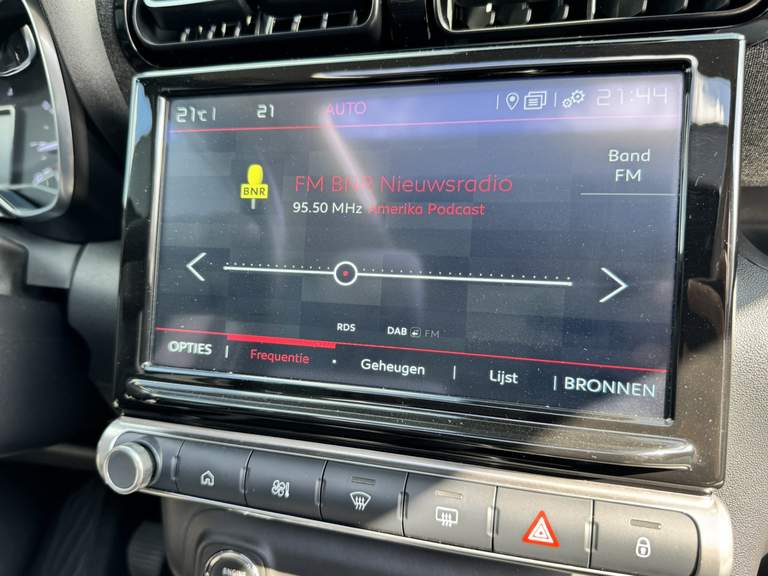 21°C 21 AUTO 21:44
Band
FM
BNR
FM BNR Nieuwsradio
95.50 MHz Amerika Podcast
RDS DAB FM
OPTIES Frequentie Geheugen Lijst BRONNEN
ENGINE